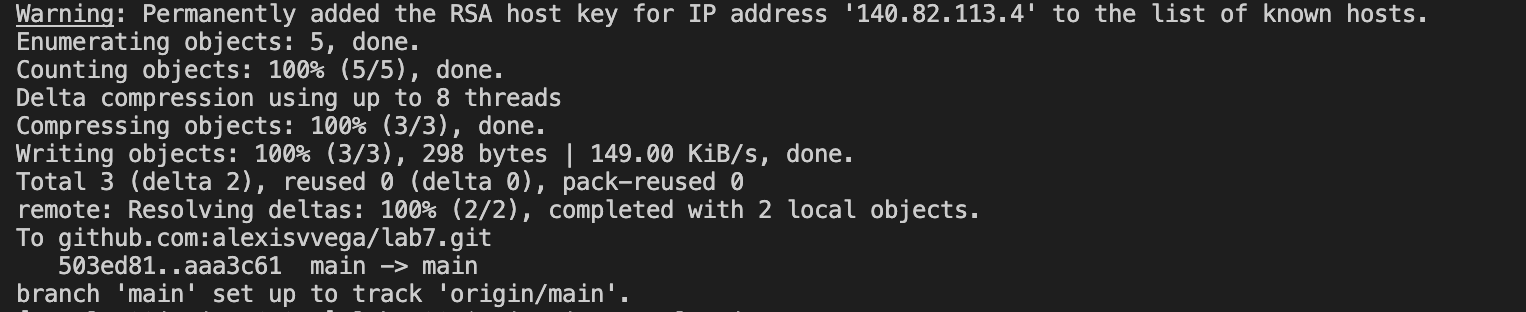 Warning: Permanently added the RSA host key for IP address '140.82.113.4' to the list of known hosts.
Enumerating objects: 5, done.
Counting objects: 100% (5/5), done.
Delta compression using up to 8 threads
Compressing objects: 100% (3/3), done.
Writing objects: 100% (3/3), 298 bytes | 149.00 KiB/s, done.
Total 3 (delta 2), reused 0 (delta 0), pack-reused 0
remote: Resolving deltas: 100% (2/2), completed with 2 local objects.
To github.com:alexisvvega/lab7.git
   503ed81..aaa3c61  main -> main
branch 'main' set up to track 'origin/main'.